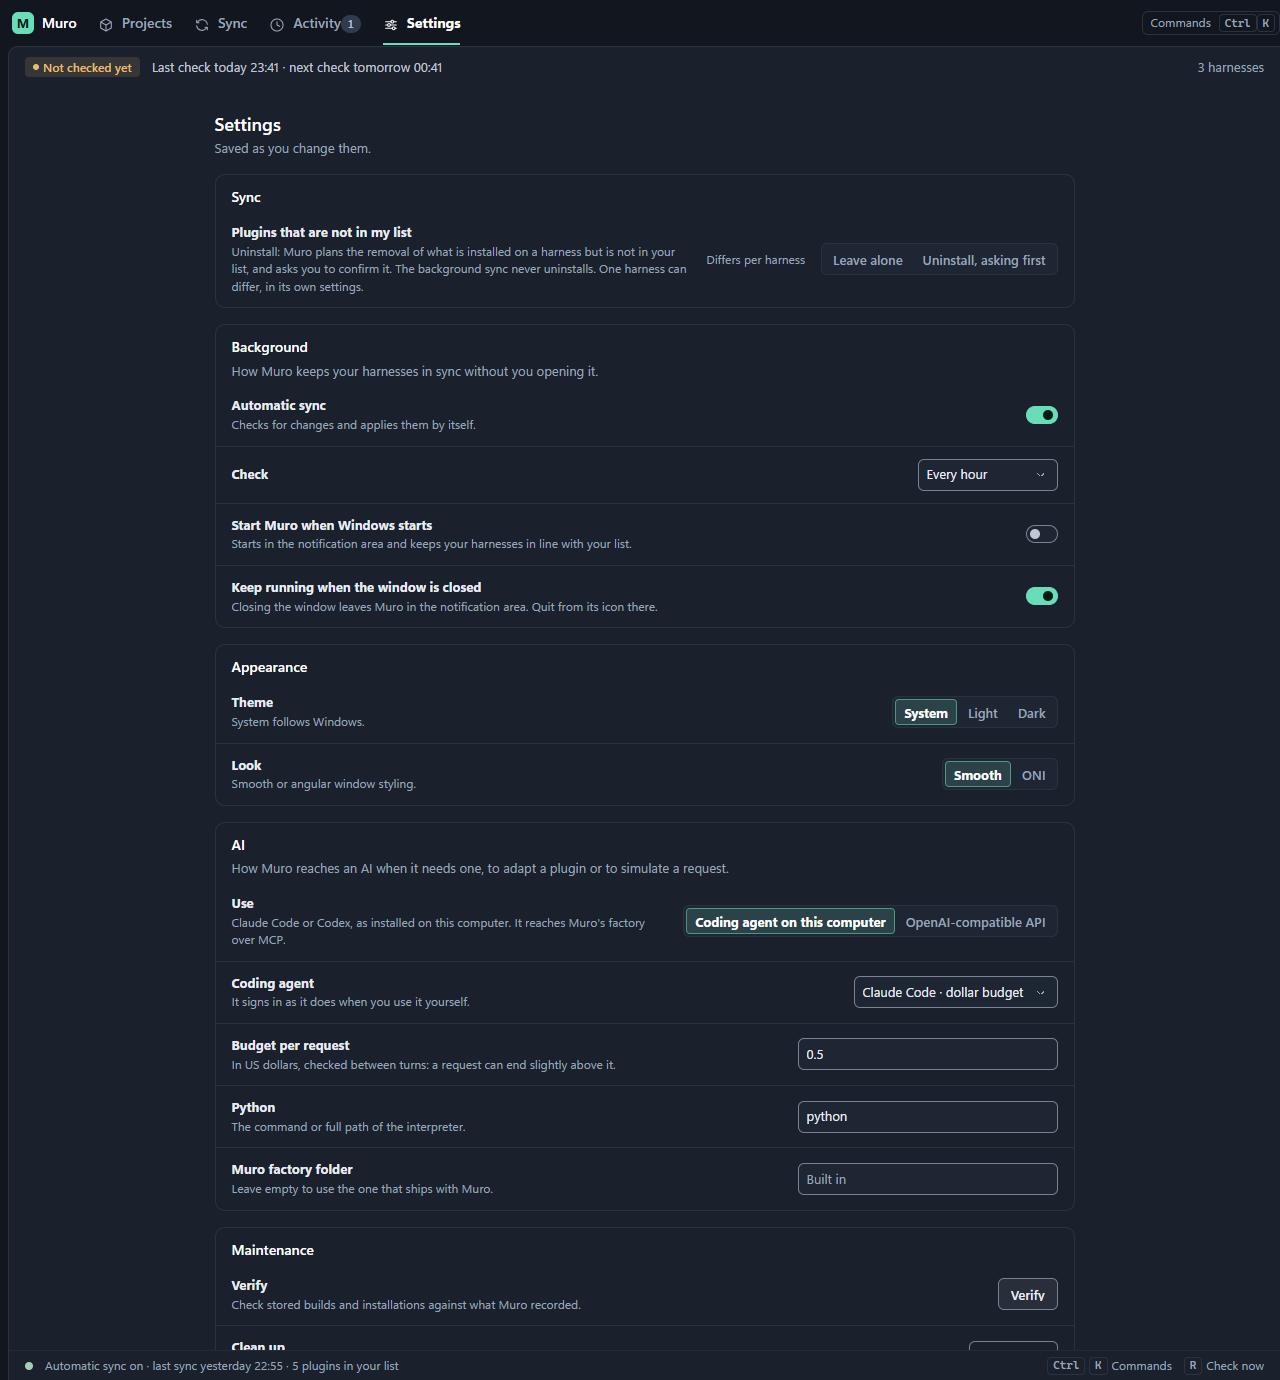 M Muro Projects Sync Activity 1 Settings Commands Ctrl K
Not checked yet Last check today 23:41 · next check tomorrow 00:41 3 harnesses
Settings
Saved as you change them.
Sync
Plugins that are not in my list
Uninstall: Muro plans the removal of what is installed on a harness but is not in your
list, and asks you to confirm it. The background sync never uninstalls. One harness can
differ, in its own settings.
Differs per harness Leave alone Uninstall, asking first
Background
How Muro keeps your harnesses in sync without you opening it.
Automatic sync
Checks for changes and applies them by itself.
Check Every hour
Start Muro when Windows starts
Starts in the notification area and keeps your harnesses in line with your list.
Keep running when the window is closed
Closing the window leaves Muro in the notification area. Quit from its icon there.
Appearance
Theme
System follows Windows.
System Light Dark
Look
Smooth or angular window styling.
Smooth ONI
AI
How Muro reaches an AI when it needs one, to adapt a plugin or to simulate a request.
Use
Claude Code or Codex, as installed on this computer. It reaches Muro's factory
over MCP.
Coding agent on this computer OpenAI-compatible API
Coding agent
It signs in as it does when you use it yourself.
Claude Code · dollar budget
Budget per request
In US dollars, checked between turns: a request can end slightly above it.
0.5
Python
The command or full path of the interpreter.
python
Muro factory folder
Leave empty to use the one that ships with Muro.
Built in
Maintenance
Verify
Check stored builds and installations against what Muro recorded.
Verify
Clean up
Automatic sync on · last sync yesterday 22:55 · 5 plugins in your list Ctrl K Commands R Check now